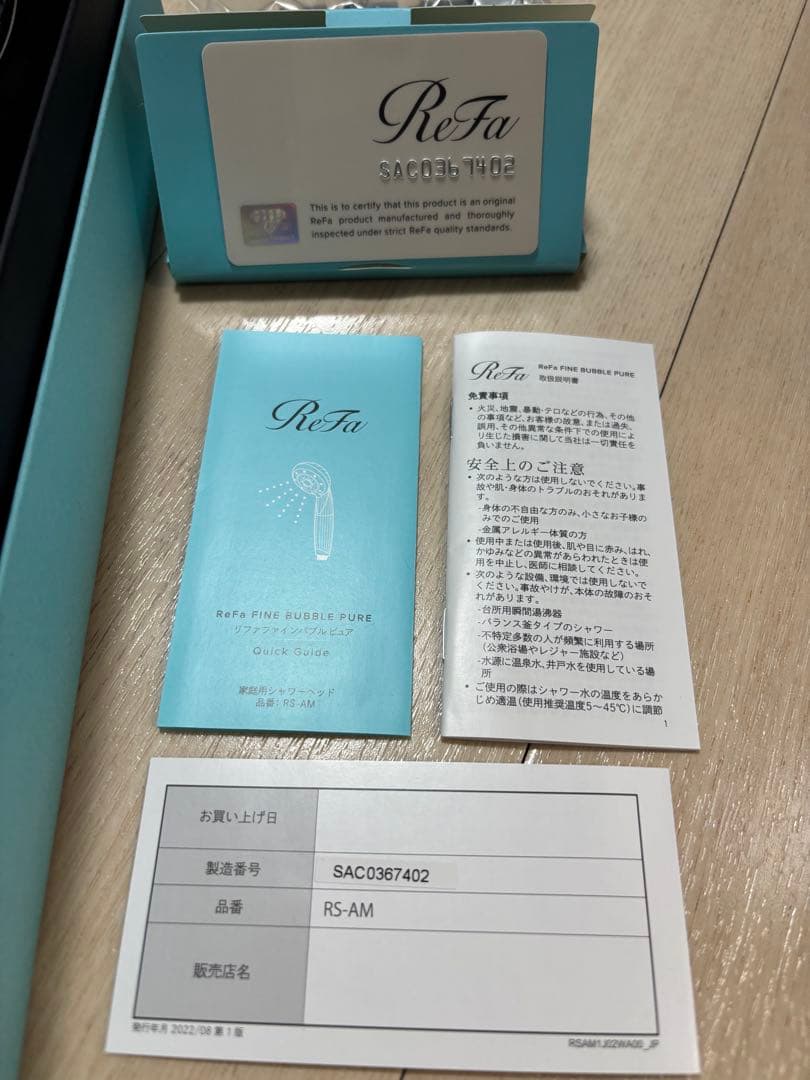 ReFa
SAC0367402
This is to certify that this product is an original
ReFa product manufactured and thoroughly
inspected under strict ReFa quality standards.
ReFa
ReFa FINE BUBBLE PURE
リファファインバブル ピュア
Quick Guide
家庭用シャワーヘッド
品番：RS-AM
ReFa
ReFa FINE BUBBLE PURE
取扱説明書
免責事項
• 火災、地震、暴動・テロなどの行為、その他
の事項など、お客様の故意、または過失、
誤用、その他異常な条件下での使用によ
り生じた損害に関して当社は一切責任を
負いません。
安全上のご注意
• 次のような方は使用しないでください。事
故や肌・身体のトラブルのおそれがありま
す。
-身体の不自由な方のみ、小さなお子様の
みでのご使用
-金属アレルギー体質の方
• 使用中または使用後、肌や目に赤み、はれ、
かゆみなどの異常があらわれたときは使
用を中止し、医師に相談してください。
• 次のような設備、環境では使用しないで
ください。事故やけが、本体の故障のおそ
れがあります。
-台所用瞬間湯沸器
-バランス釜タイプのシャワー
-不特定多数の人が頻繁に利用する場所
（公衆浴場やレジャー施設など）
-水源に温泉水、井戸水を使用している場
所
• ご使用の際はシャワー水の温度をあらか
じめ適温（使用推奨温度5～45℃）に調節
1
お買い上げ日
製造番号 SAC0367402
品番 RS-AM
販売店名
発行年月 2022/08 第1版
RSAM1J02WA00_JP